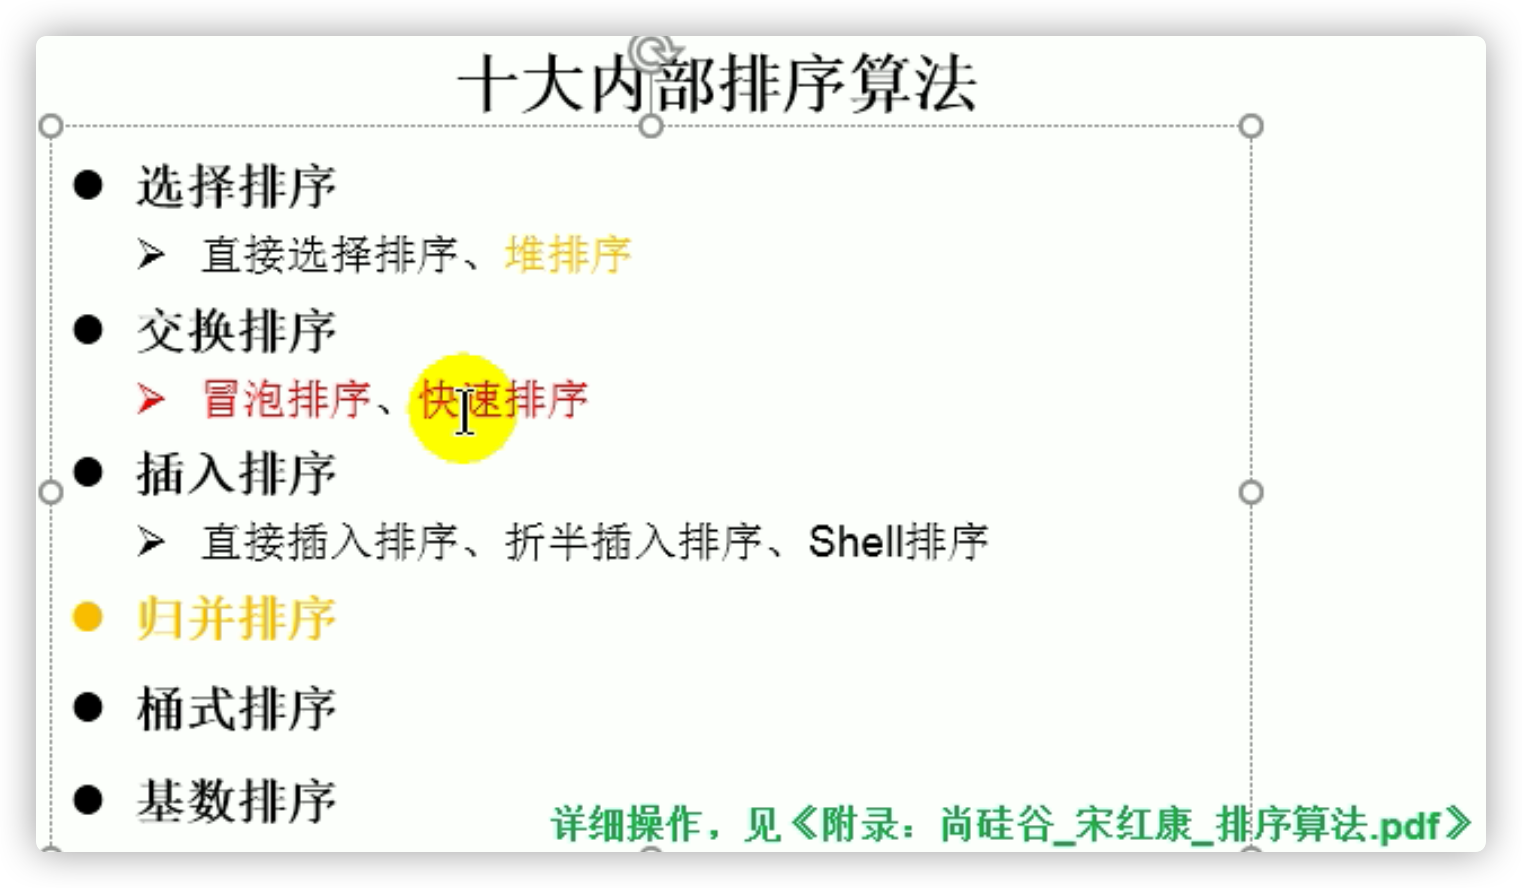 十大内部排序算法
● 选择排序
➢ 直接选择排序、堆排序
● 交换排序
➢ 冒泡排序、快速排序
● 插入排序
➢ 直接插入排序、折半插入排序、Shell排序
● 归并排序
● 桶式排序
● 基数排序
详细操作，见《附录：尚硅谷_宋红康_排序算法.pdf》